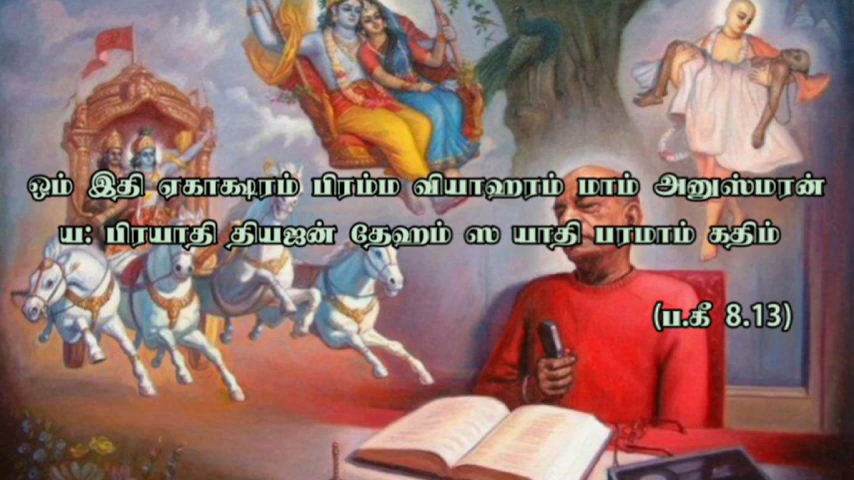 ஓம் இதி ஏகாக்ஷரம் பிரம்ம வியாஹரம் மாம் அனுஸ்மரன்
ய: பிரயாதி தியஜன் தேஹம் ஸ யாதி பரமாம் கதிம்
(ப.கீ 8.13)